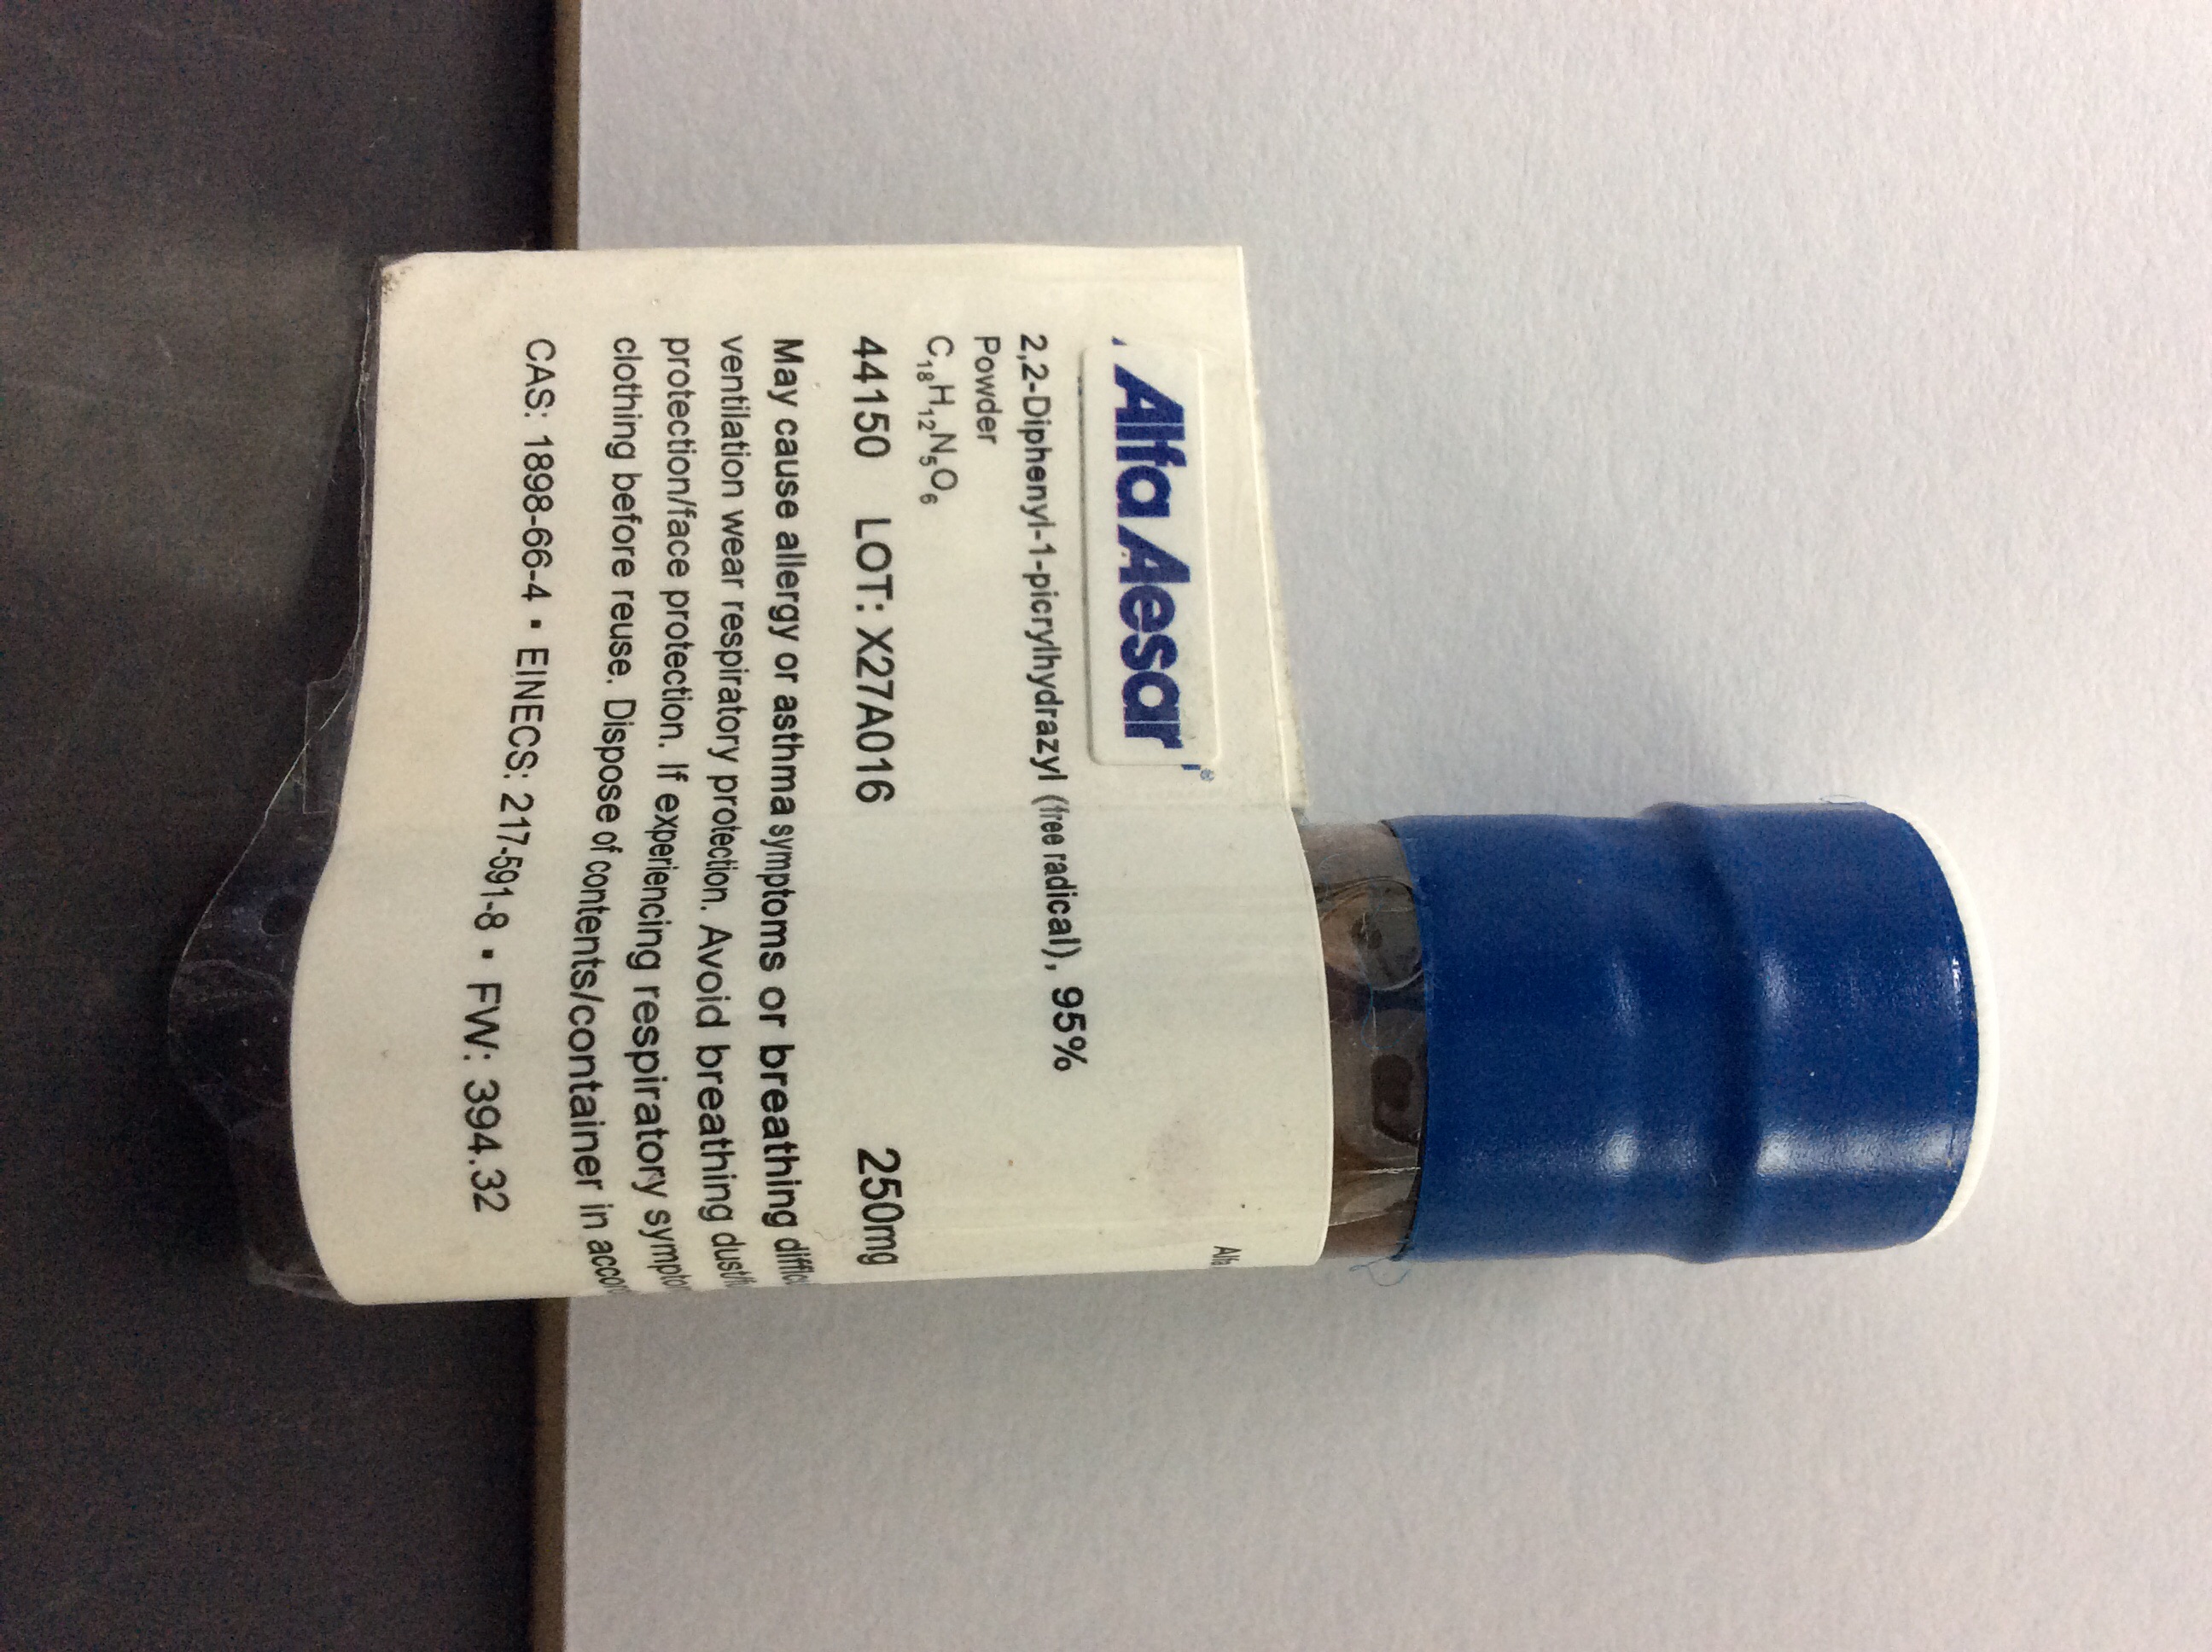 Alfa Aesar®
2,2-Diphenyl-1-picrylhydrazyl (free radical), 95%
Powder
C₁₈H₁₂N₅O₆
44150 LOT: X27A016 250mg
May cause allergy or asthma symptoms or breathing
ventilation wear respiratory protection. Avoid breathing
protection/face protection. If experiencing respiratory
clothing before reuse. Dispose of contents/container in
CAS: 1898-66-4 ▪ EINECS: 217-591-8 ▪ FW: 394.32